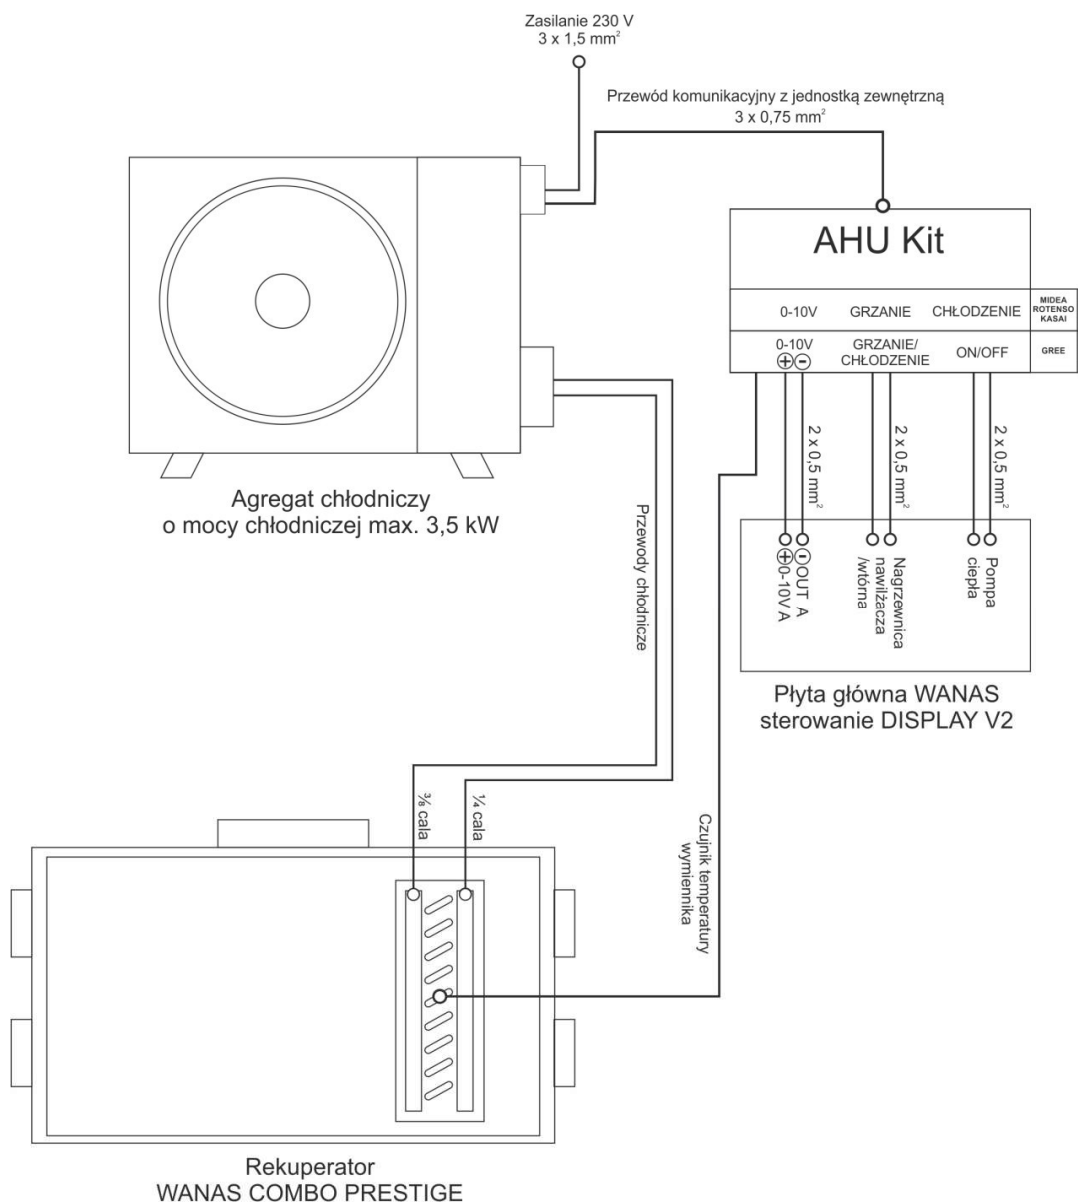 Zasilanie 230 V
3 x 1,5 mm²
Przewód komunikacyjny z jednostką zewnętrzną
3 x 0,75 mm²
AHU Kit
0-10V GRZANIE CHŁODZENIE
MIDEA
ROTENSO
KASAI
0-10V
+ -
GRZANIE/
CHŁODZENIE
ON/OFF
GREE
2 x 0,5 mm²
2 x 0,5 mm²
2 x 0,5 mm²
Agregat chłodniczy
o mocy chłodniczej max. 3,5 kW
Przewody chłodnicze
- OUT A
+ 0-10V A
Nagrzewnica
nawilżacza
/wtórna
Pompa
ciepła
Płyta główna WANAS
sterowanie DISPLAY V2
⅜ cala
¼ cala
Czujnik temperatury
wymiennika
Rekuperator
WANAS COMBO PRESTIGE